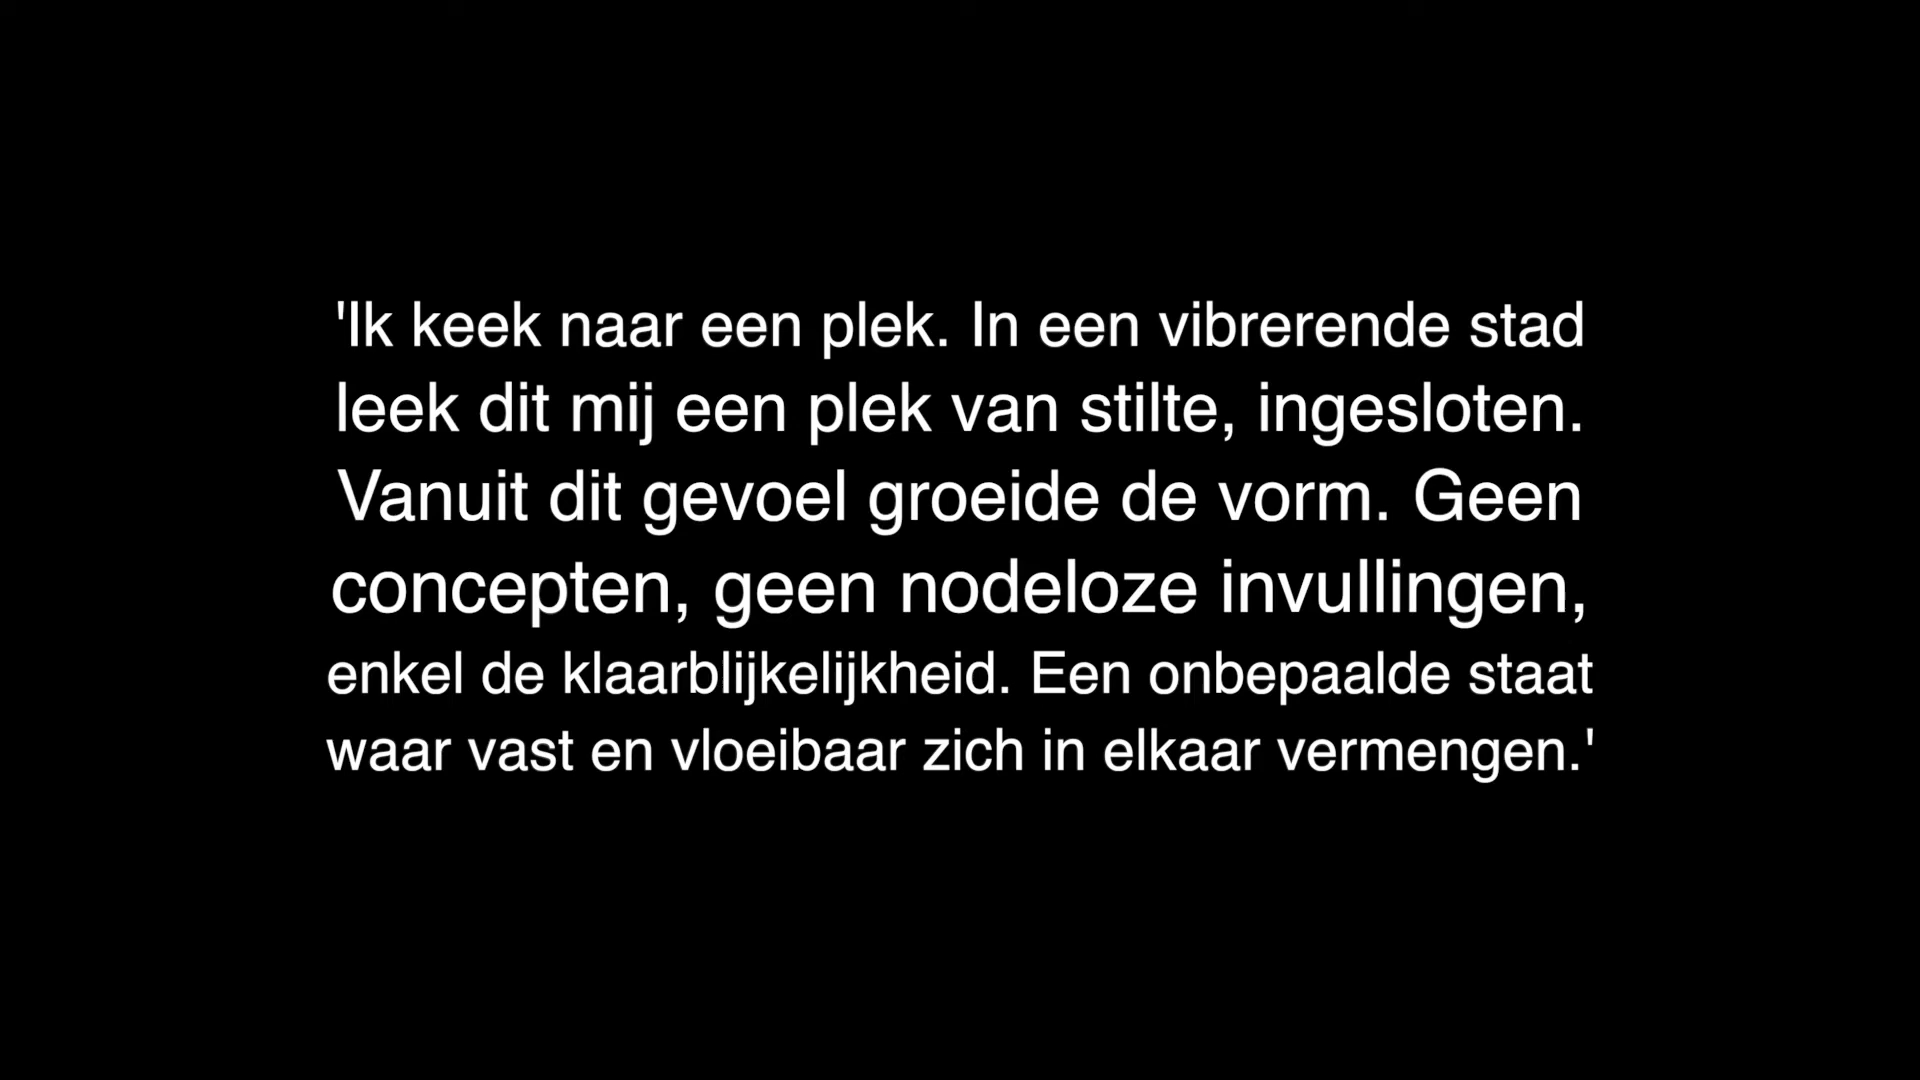 'Ik keek naar een plek. In een vibrerende stad
leek dit mij een plek van stilte, ingesloten.
Vanuit dit gevoel groeide de vorm. Geen
concepten, geen nodeloze invullingen,
enkel de klaarblijkelijkheid. Een onbepaalde staat
waar vast en vloeibaar zich in elkaar vermengen.'